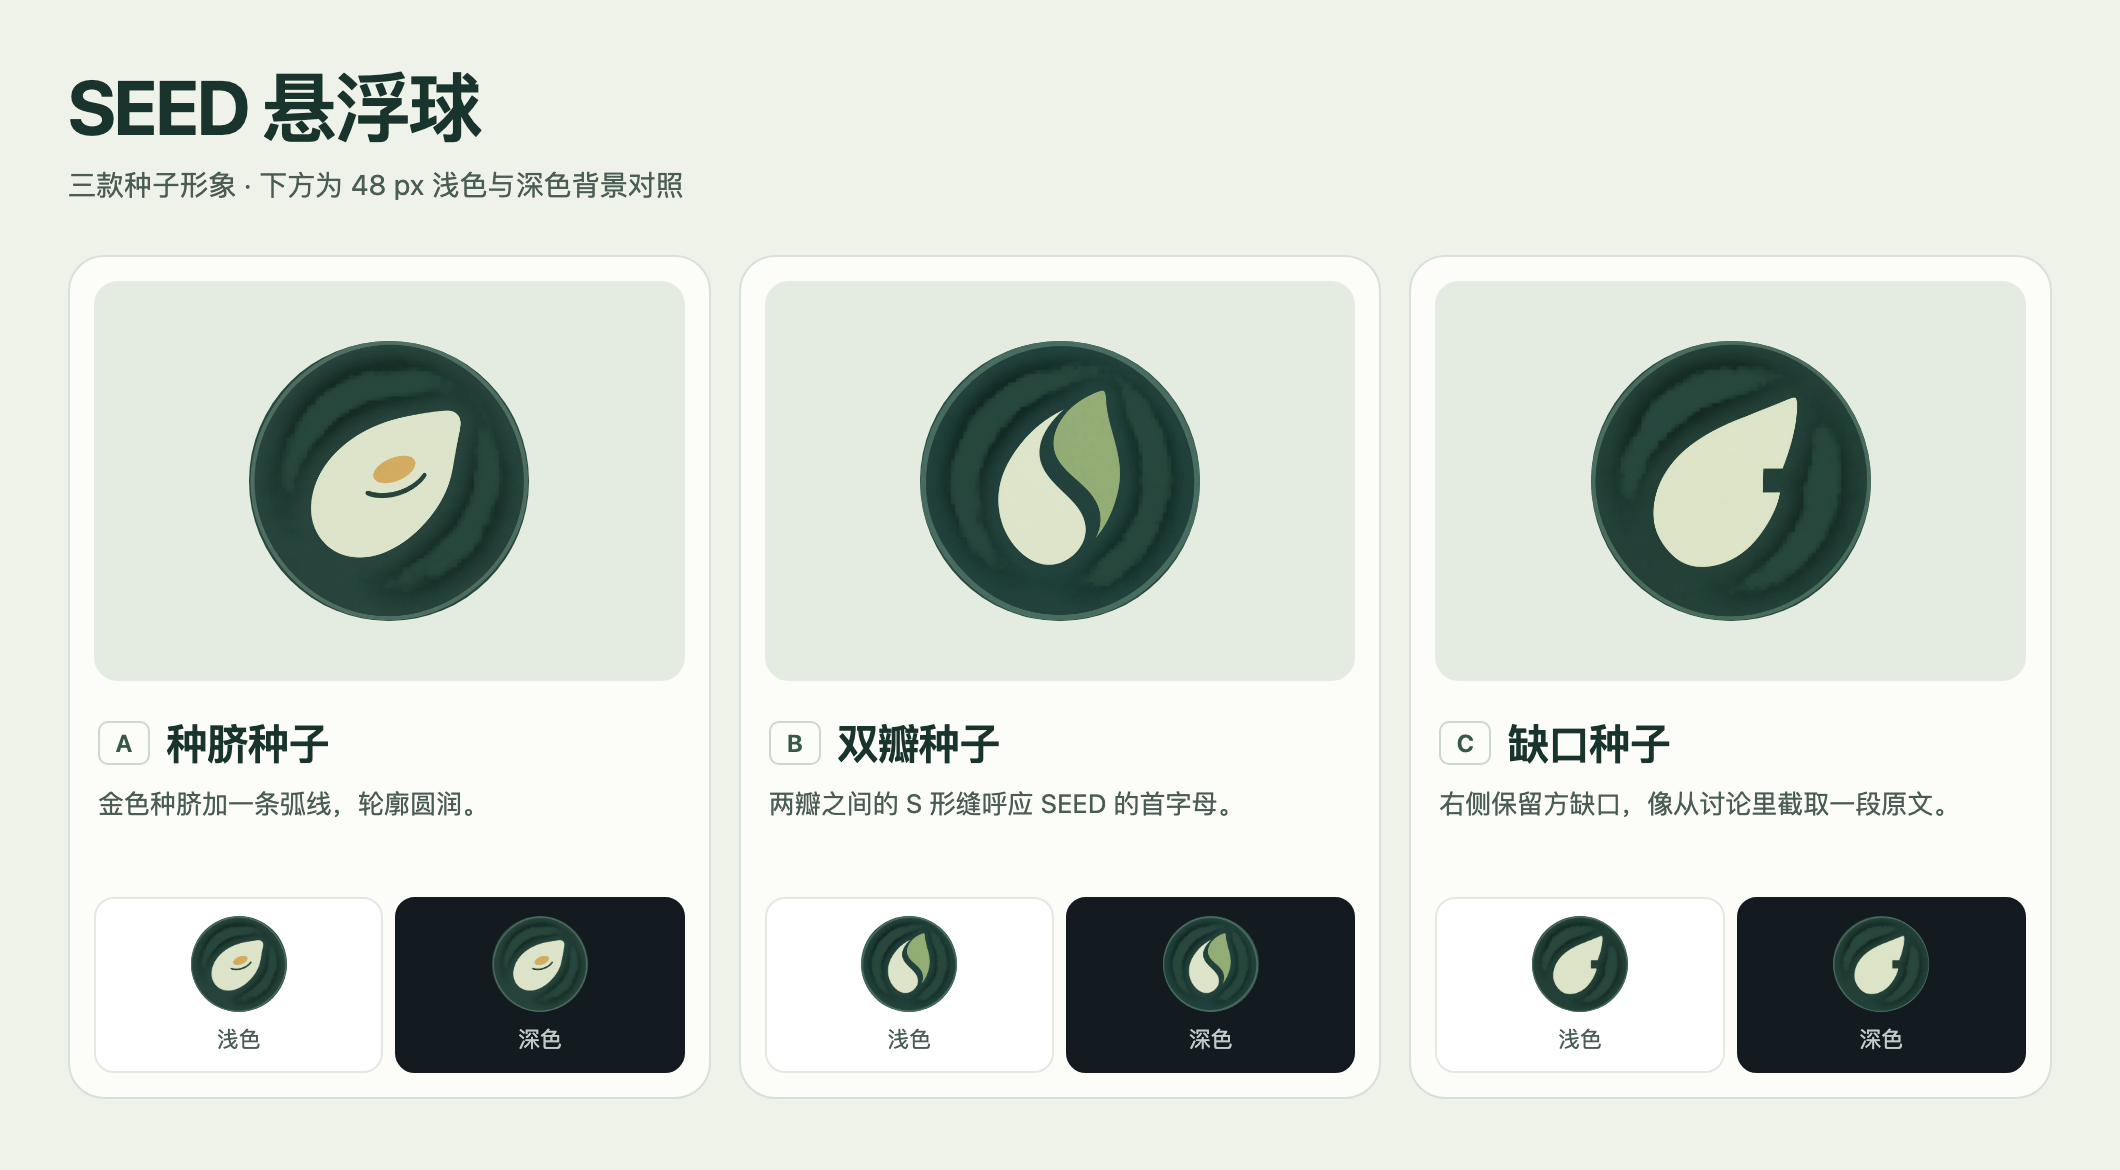 SEED 悬浮球
三款种子形象 · 下方为 48 px 浅色与深色背景对照
A 种脐种子
金色种脐加一条弧线，轮廓圆润。
浅色
深色
B 双瓣种子
两瓣之间的 S 形缝呼应 SEED 的首字母。
浅色
深色
C 缺口种子
右侧保留方缺口，像从讨论里截取一段原文。
浅色
深色